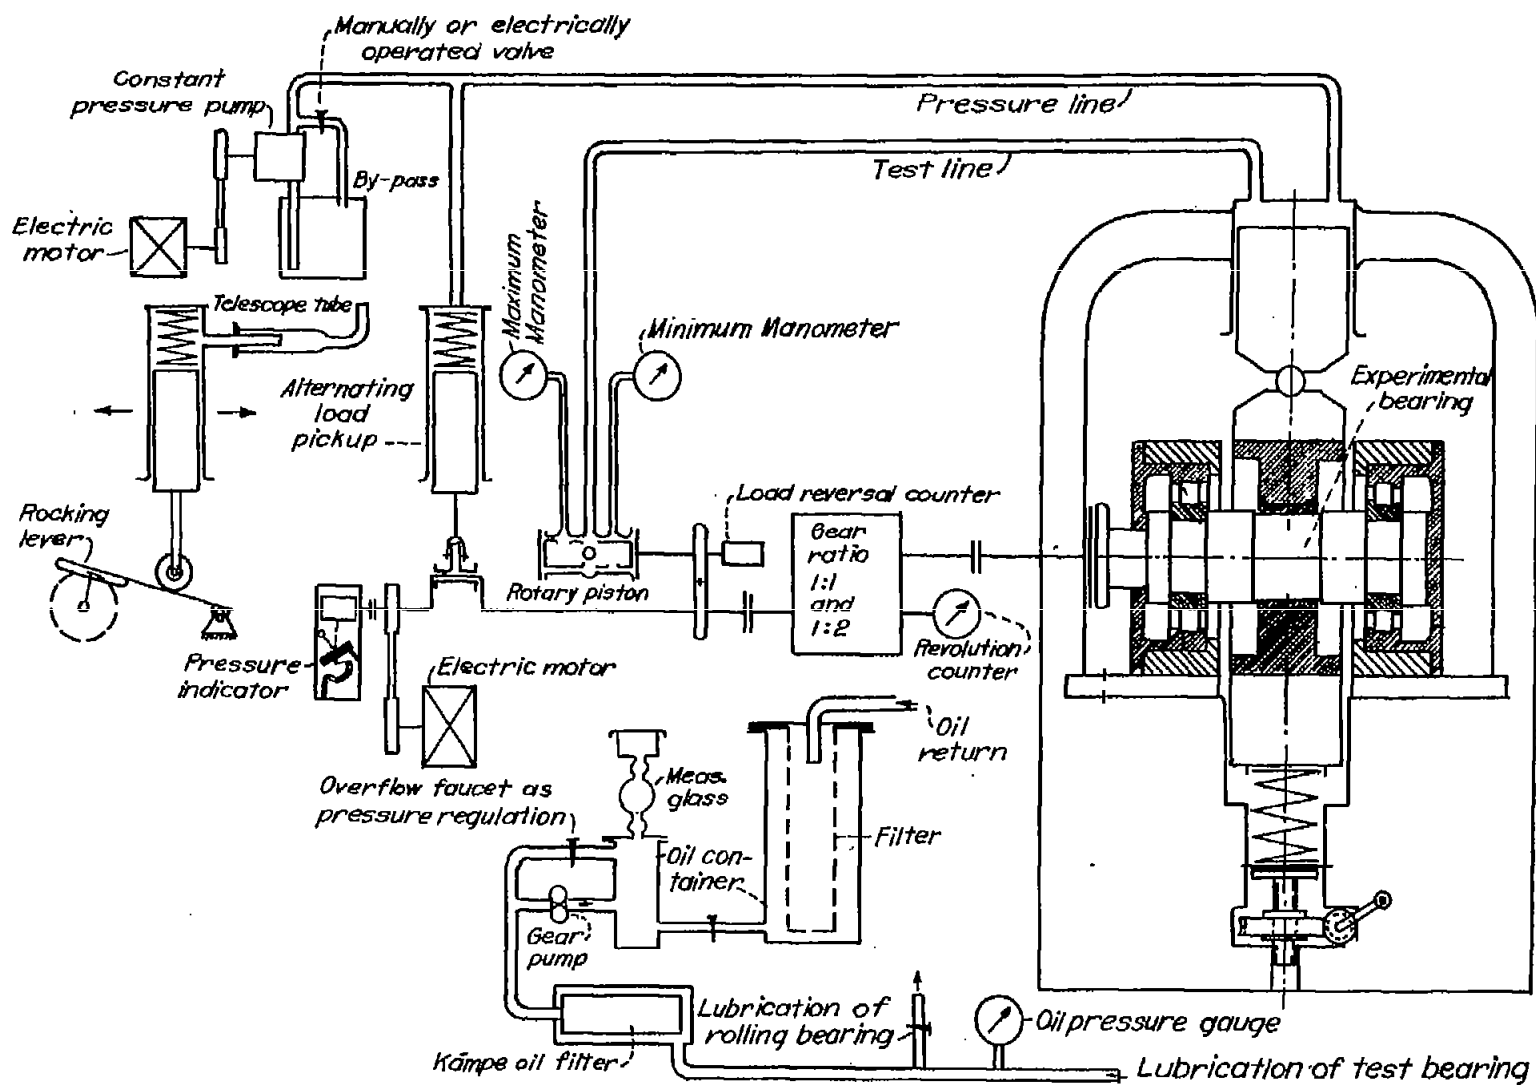 Manually or electrically
operated valve
Constant
pressure pump
Pressure line
Test line
By-pass
Electric
motor
Maximum
Manometer
Telescope tube
Minimum Manometer
Alternating
load
pickup
Experimental
bearing
Load reversal counter
Rocking
lever
Gear
ratio
1:1
and
1:2
Rotary piston
Revolution
counter
Pressure
indicator
Electric motor
Oil
return
Overflow faucet as
pressure regulation
Meas.
glass
Filter
Oil con-
tainer
Gear
pump
Lubrication of
rolling bearing
Oil pressure gauge
Kämpe oil filter
Lubrication of test bearing